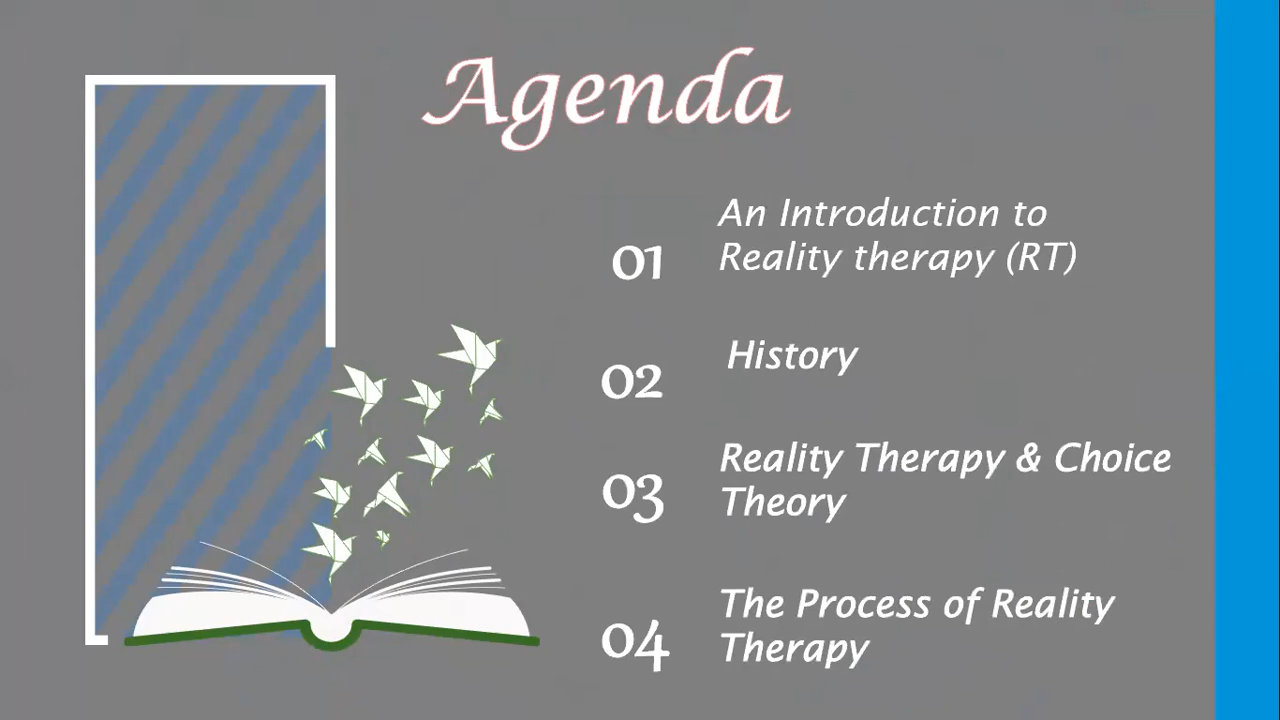 Agenda
01
An Introduction to
Reality therapy (RT)
02
History
03
Reality Therapy & Choice
Theory
04
The Process of Reality
Therapy